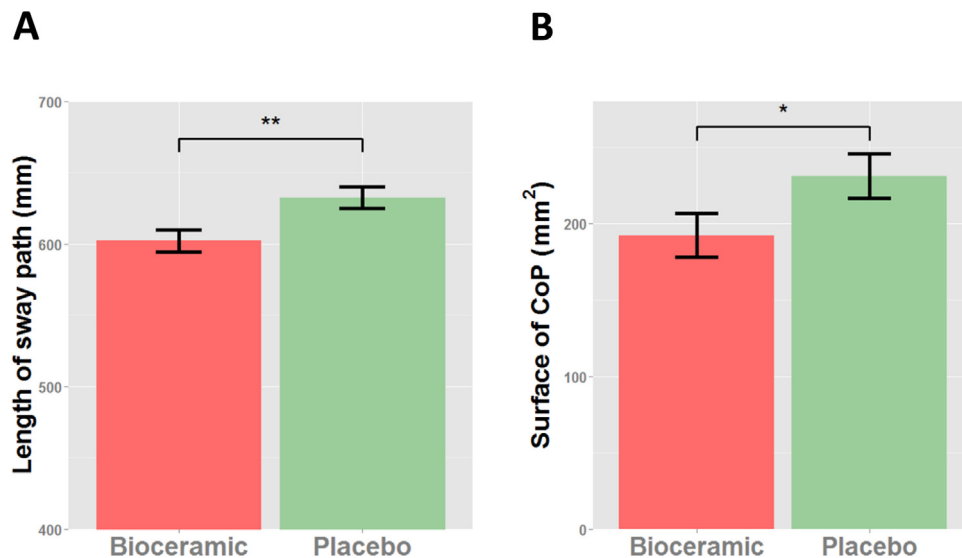 A
B
Length of sway path (mm)
700
600
500
400
**
Bioceramic
Placebo
Surface of CoP (mm²)
200
100
0
*
Bioceramic
Placebo